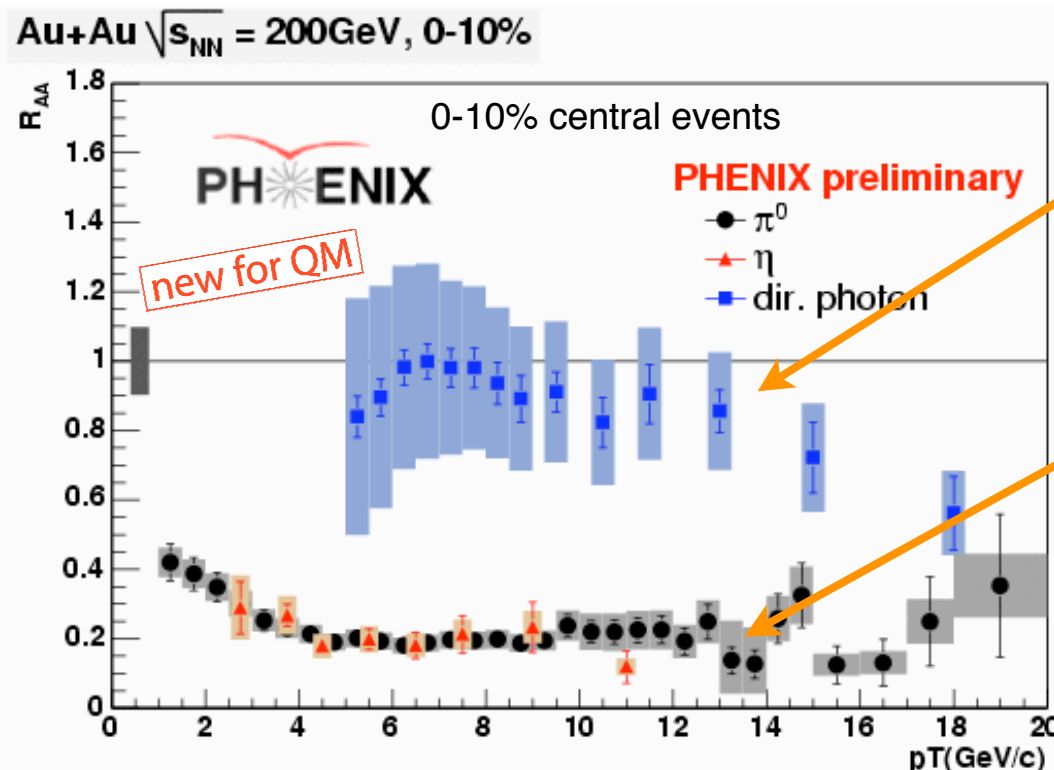 Au+Au √sNN = 200GeV, 0-10%
RAA
0-10% central events
PH ENIX
PHENIX preliminary
π0
η
dir. photon
new for QM
1.8
1.6
1.4
1.2
1
0.8
0.6
0.4
0.2
0
0 2 4 6 8 10 12 14 16 18 20
pT(GeV/c)